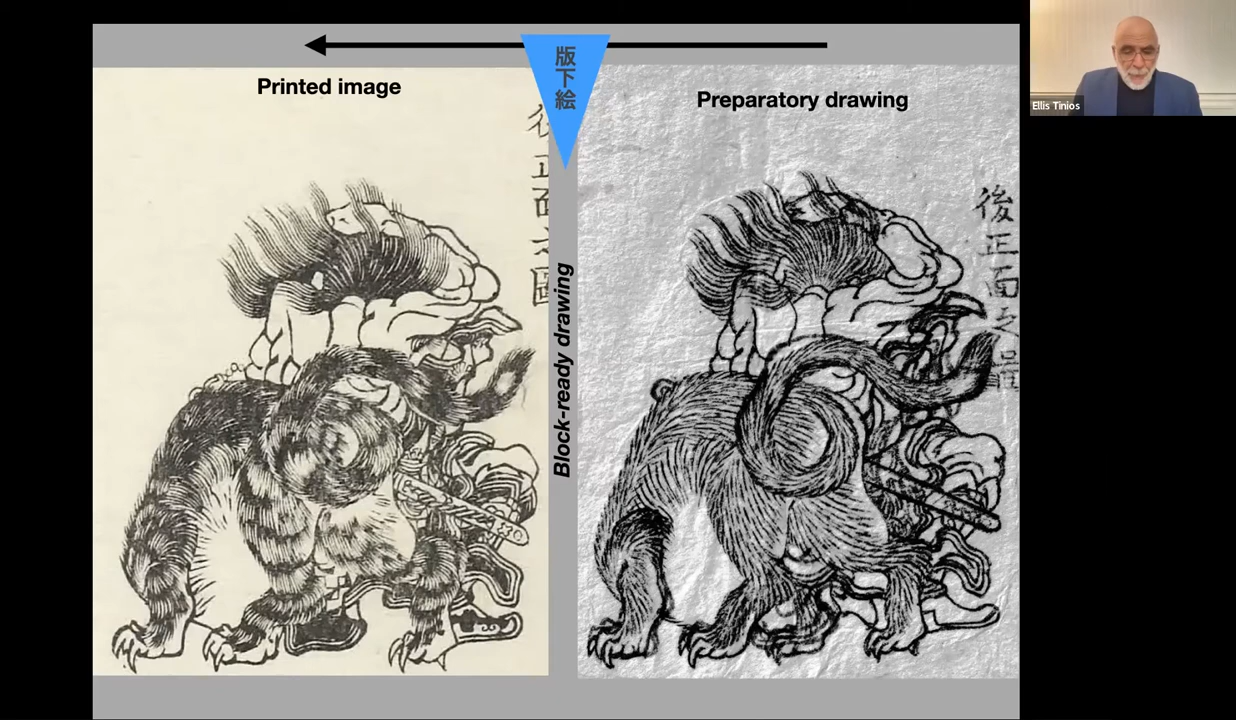 Printed image
版下絵
Preparatory drawing
Block-ready drawing
後正面之圖
後正面之圖
Ellis Tinios